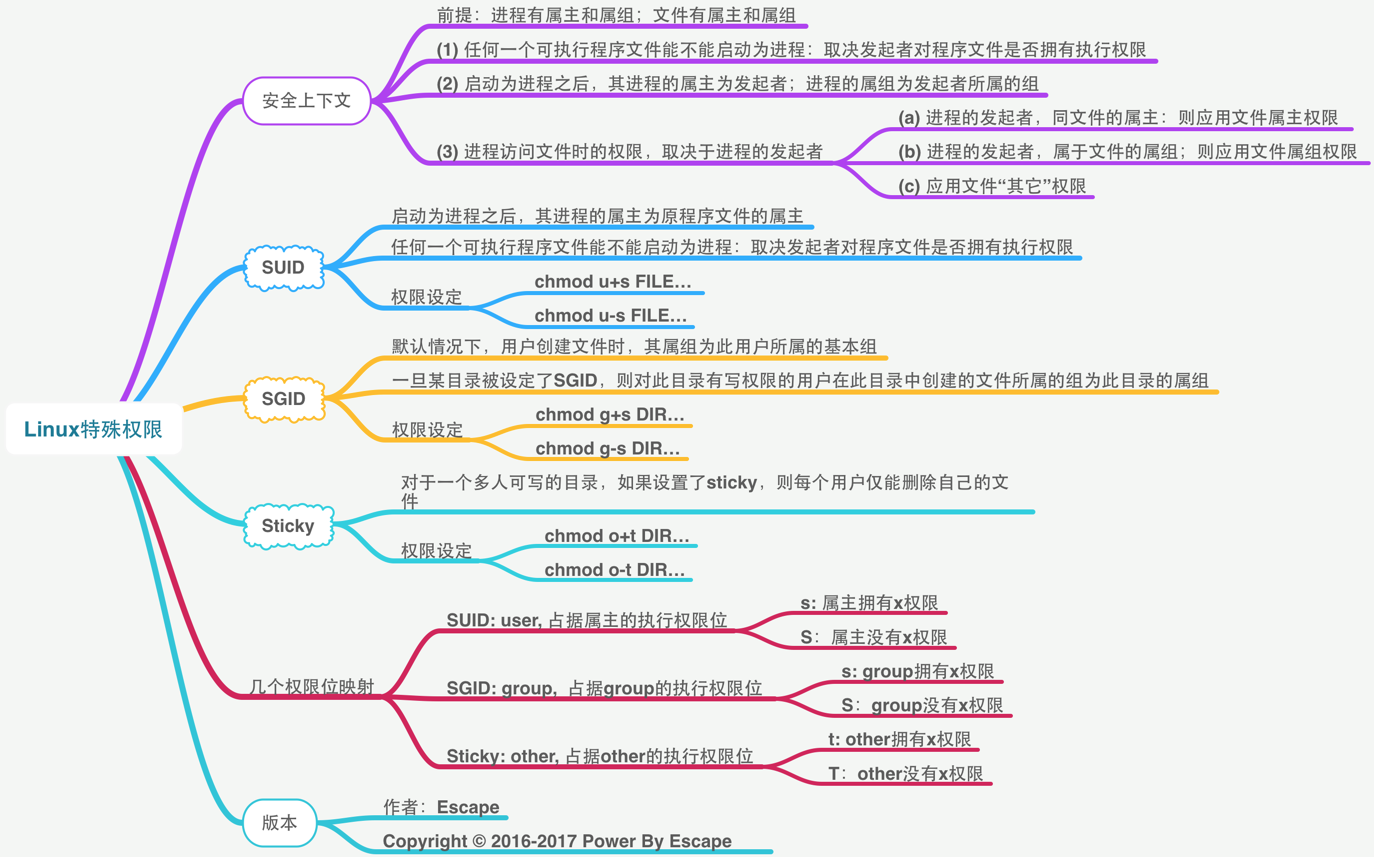 Linux特殊权限
安全上下文
前提：进程有属主和属组；文件有属主和属组
(1) 任何一个可执行程序文件能不能启动为进程：取决发起者对程序文件是否拥有执行权限
(2) 启动为进程之后，其进程的属主为发起者；进程的属组为发起者所属的组
(3) 进程访问文件时的权限，取决于进程的发起者
(a) 进程的发起者，同文件的属主：则应用文件属主权限
(b) 进程的发起者，属于文件的属组；则应用文件属组权限
(c) 应用文件“其它”权限
SUID
启动为进程之后，其进程的属主为原程序文件的属主
任何一个可执行程序文件能不能启动为进程：取决发起者对程序文件是否拥有执行权限
权限设定
chmod u+s FILE...
chmod u-s FILE...
SGID
默认情况下，用户创建文件时，其属组为此用户所属的基本组
一旦某目录被设定了SGID，则对此目录有写权限的用户在此目录中创建的文件所属的组为此目录的属组
权限设定
chmod g+s DIR...
chmod g-s DIR...
Sticky
对于一个多人可写的目录，如果设置了sticky，则每个用户仅能删除自己的文
件
权限设定
chmod o+t DIR...
chmod o-t DIR...
几个权限位映射
SUID: user, 占据属主的执行权限位
s: 属主拥有x权限
S：属主没有x权限
SGID: group,  占据group的执行权限位
s: group拥有x权限
S：group没有x权限
Sticky: other, 占据other的执行权限位
t: other拥有x权限
T：other没有x权限
版本
作者：Escape
Copyright © 2016-2017 Power By Escape